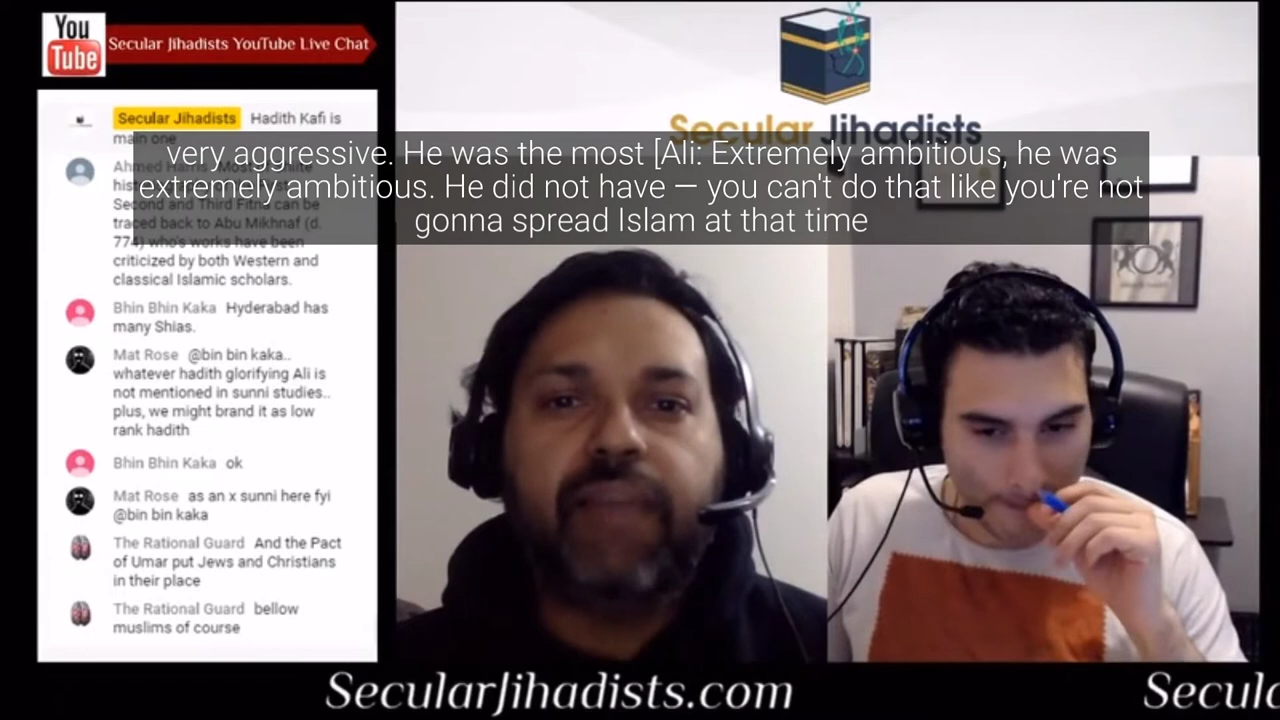 You
Tube
Secular Jihadists YouTube Live Chat
Secular Jihadists
very aggressive. He was the most [Ali: Extremely ambitious, he was
extremely ambitious. He did not have — you can't do that like you're not
gonna spread Islam at that time
Secular Jihadists Hadith Kafi is
main one
Ahmed Harris
Second and Third Fitna can be
traced back to Abu Mikhnaf (d.
774) who's works have been
criticized by both Western and
classical Islamic scholars.
Bhin Bhin Kaka Hyderabad has
many Shias.
Mat Rose @bin bin kaka..
whatever hadith glorifying Ali is
not mentioned in sunni studies..
plus, we might brand it as low
rank hadith
Bhin Bhin Kaka ok
Mat Rose as an x sunni here fyi
@bin bin kaka
The Rational Guard And the Pact
of Umar put Jews and Christians
in their place
The Rational Guard bellow
muslims of course
SecularJihadists.com
Secul